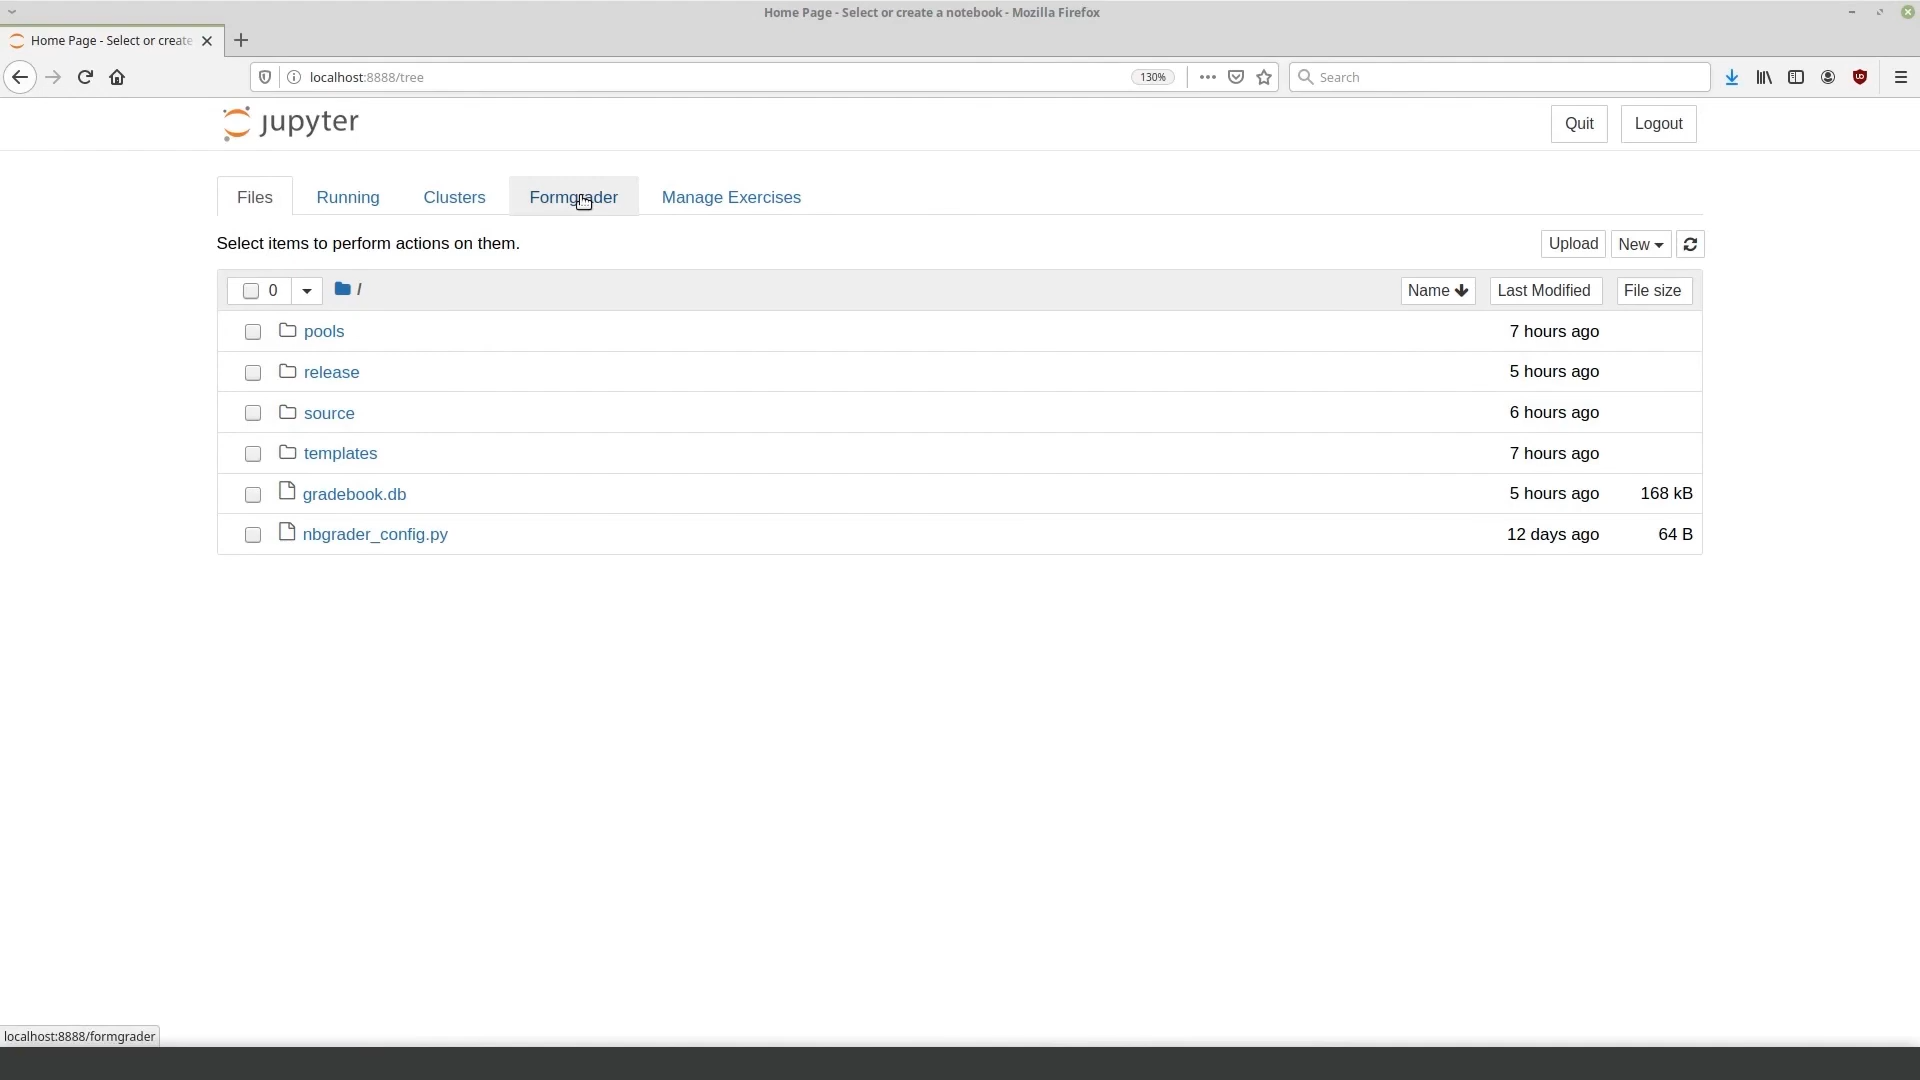 Home Page - Select or create a notebook - Mozilla Firefox
Home Page - Select or create
localhost:8888/tree
130%
Search
jupyter
Quit
Logout
Files
Running
Clusters
Formgrader
Manage Exercises
Select items to perform actions on them.
Upload
New
0
/
Name
Last Modified
File size
pools
7 hours ago
release
5 hours ago
source
6 hours ago
templates
7 hours ago
gradebook.db
5 hours ago
168 kB
nbgrader_config.py
12 days ago
64 B
localhost:8888/formgrader